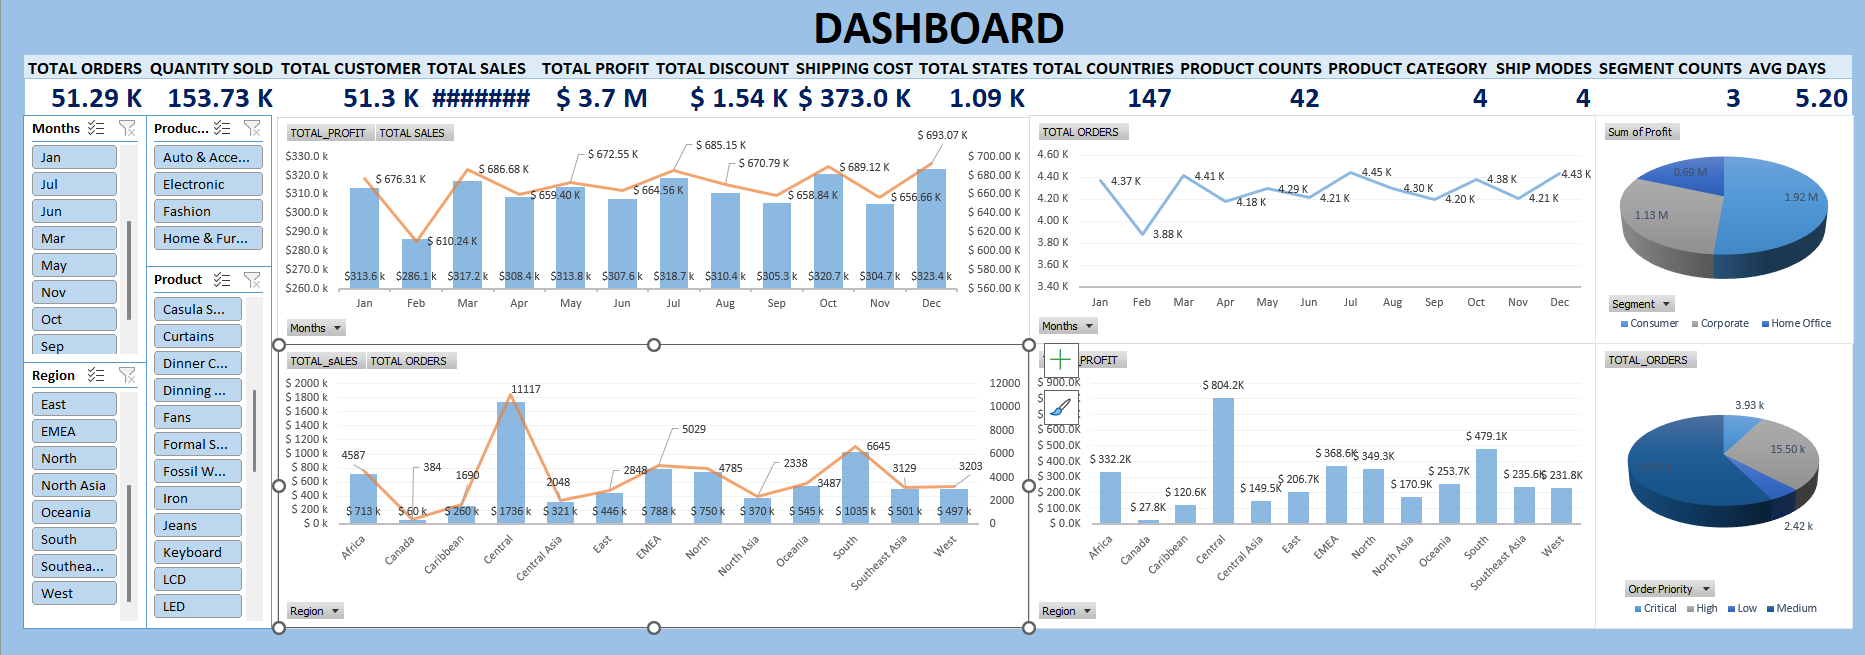 DASHBOARD
TOTAL ORDERS QUANTITY SOLD TOTAL CUSTOMER TOTAL SALES TOTAL PROFIT TOTAL DISCOUNT SHIPPING COST TOTAL STATES TOTAL COUNTRIES PRODUCT COUNTS PRODUCT CATEGORY SHIP MODES SEGMENT COUNTS AVG DAYS
51.29 K 153.73 K 51.3 K ####### $ 3.7 M $ 1.54 K $ 373.0 K 1.09 K 147 42 4 4 3 5.20
Months
Jan
Jul
Jun
Mar
May
Nov
Oct
Sep
Region
East
EMEA
North
North Asia
Oceania
South
Southea...
West
Produc...
Auto & Acce...
Electronic
Fashion
Home & Fur...
Product
Casula S...
Curtains
Dinner C...
Dinning ...
Fans
Formal S...
Fossil W...
Iron
Jeans
Keyboard
LCD
LED
TOTAL_PROFIT TOTAL SALES
$330.0 k
$320.0 k
$310.0 k
$300.0 k
$290.0 k
$280.0 k
$270.0 k
$260.0 k
$ 676.31 K $ 610.24 K $ 686.68 K $ 659.40 K $ 672.55 K $ 664.56 K $ 685.15 K $ 670.79 K $ 658.84 K $ 689.12 K $ 656.66 K $ 693.07 K
$313.6 k $286.1 k $317.2 k $308.4 k $313.8 k $307.6 k $318.7 k $310.4 k $305.3 k $320.7 k $304.7 k $323.4 k
$ 700.00 K
$ 680.00 K
$ 660.00 K
$ 640.00 K
$ 620.00 K
$ 600.00 K
$ 580.00 K
$ 560.00 K
Jan Feb Mar Apr May Jun Jul Aug Sep Oct Nov Dec
Months
TOTAL ORDERS
4.60 K
4.40 K
4.20 K
4.00 K
3.80 K
3.60 K
3.40 K
4.37 K 3.88 K 4.41 K 4.18 K 4.29 K 4.21 K 4.45 K 4.30 K 4.20 K 4.38 K 4.21 K 4.43 K
Jan Feb Mar Apr May Jun Jul Aug Sep Oct Nov Dec
Months
Sum of Profit
0.69 M
1.92 M
1.13 M
Segment
Consumer Corporate Home Office
TOTAL_sALES TOTAL ORDERS
$ 2000 k
$ 1800 k
$ 1600 k
$ 1400 k
$ 1200 k
$ 1000 k
$ 800 k
$ 600 k
$ 400 k
$ 200 k
$ 0 k
4587 384 1690 11117 2048 2848 5029 4785 2338 3487 6645 3129 3203
$ 713 k $ 60 k $ 260 k $ 1736 k $ 321 k $ 446 k $ 788 k $ 750 k $ 370 k $ 545 k $ 1035 k $ 501 k $ 497 k
12000
10000
8000
6000
4000
2000
0
Africa Canada Caribbean Central Central Asia East EMEA North North Asia Oceania South Southeast Asia West
Region
PROFIT
$ 900.0K
$ 600.0K
$ 500.0K
$ 400.0K
$ 300.0K
$ 200.0K
$ 100.0K
$ 0.0K
$ 332.2K $ 27.8K $ 120.6K $ 804.2K $ 149.5K $ 206.7K $ 368.6K $ 349.3K $ 170.9K $ 253.7K $ 479.1K $ 235.6K $ 231.8K
Africa Canada Caribbean Central Central Asia East EMEA North North Asia Oceania South Southeast Asia West
Region
TOTAL_ORDERS
3.93 k
15.50 k
2.42 k
Order Priority
Critical High Low Medium